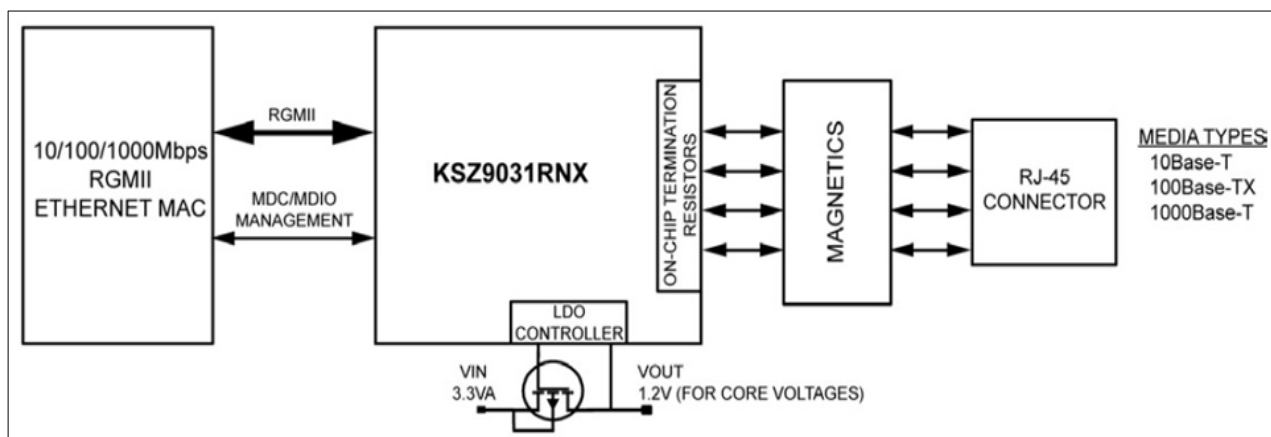 10/100/1000Mbps
RGMII
ETHERNET MAC
RGMII
MDC/MDIO
MANAGEMENT
KSZ9031RNX
ON-CHIP TERMINATION
RESISTORS
LDO
CONTROLLER
VIN
3.3VA
VOUT
1.2V (FOR CORE VOLTAGES)
MAGNETICS
RJ-45
CONNECTOR
MEDIA TYPES
10Base-T
100Base-TX
1000Base-T